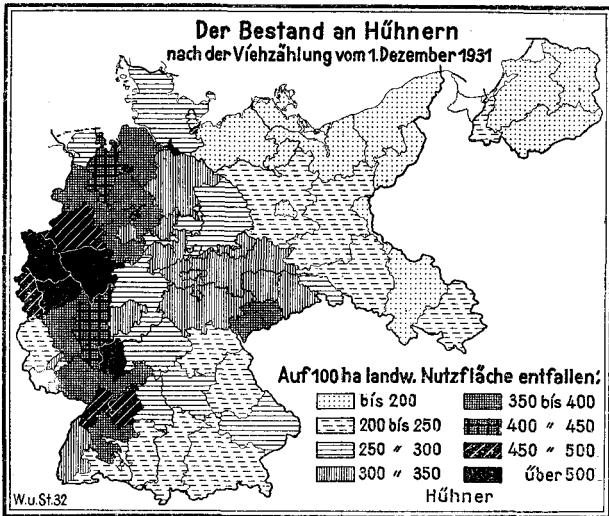 Der Bestand an Hühnern
nach der Viehzählung vom 1. Dezember 1931
Auf 100 ha landw. Nutzfläche entfallen:
bis 200
200 bis 250
250 〃 300
300 〃 350
350 bis 400
400 〃 450
450 〃 500
über 500
Hühner
W.u.St.32